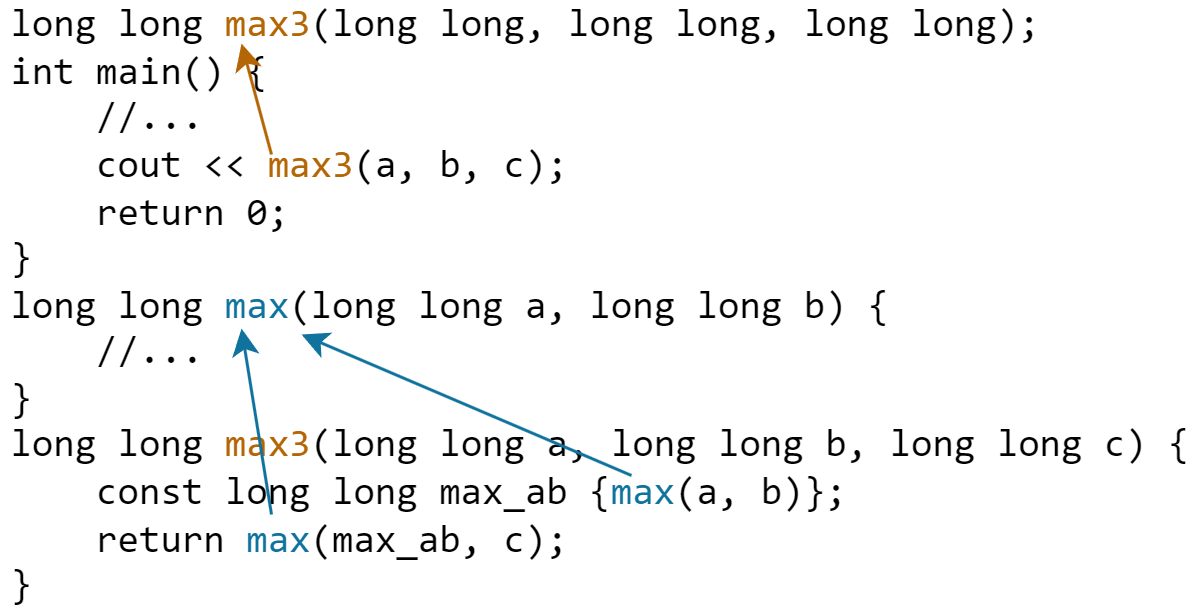 long long max3(long long, long long, long long);
int main() {
    //...
    cout << max3(a, b, c);
    return 0;
}
long long max(long long a, long long b) {
    //...
}
long long max3(long long a, long long b, long long c) {
    const long long max_ab {max(a, b)};
    return max(max_ab, c);
}